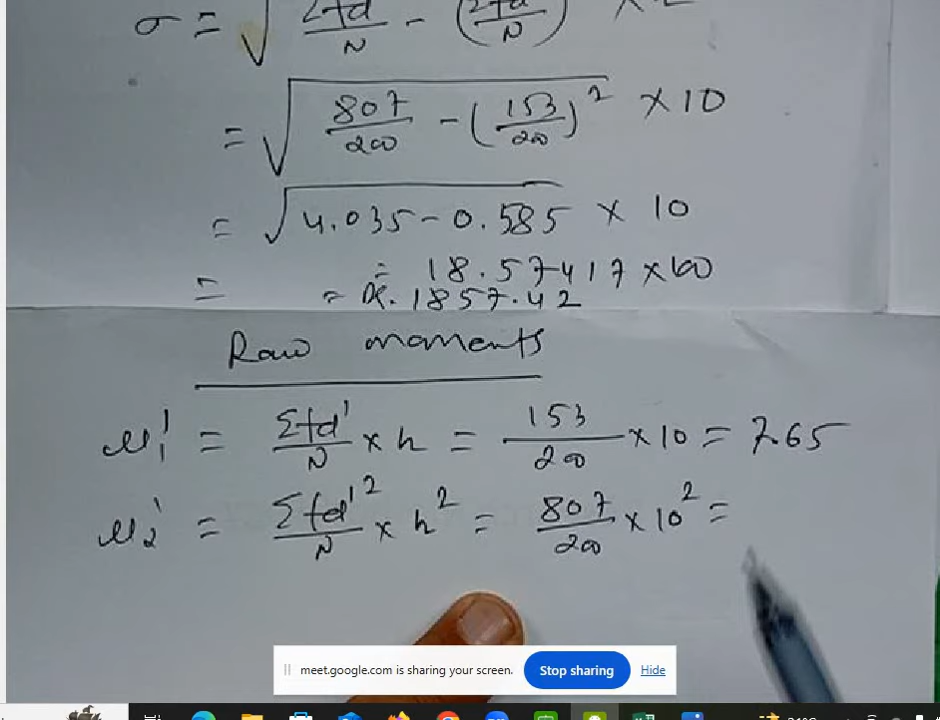 σ = √ Σfd/N - (Σfd/N) ×
= √ 807/200 - (153/200)² × 10
= √ 4.035 - 0.585 × 10
= 18.57417 × 100
= = 1857.42
Raw moments
μ₁' = Σfd'/N × h = 153/200 × 10 = 7.65
μ₂' = Σfd'²/N × h² = 807/200 × 10² =
meet.google.com is sharing your screen. Stop sharing Hide